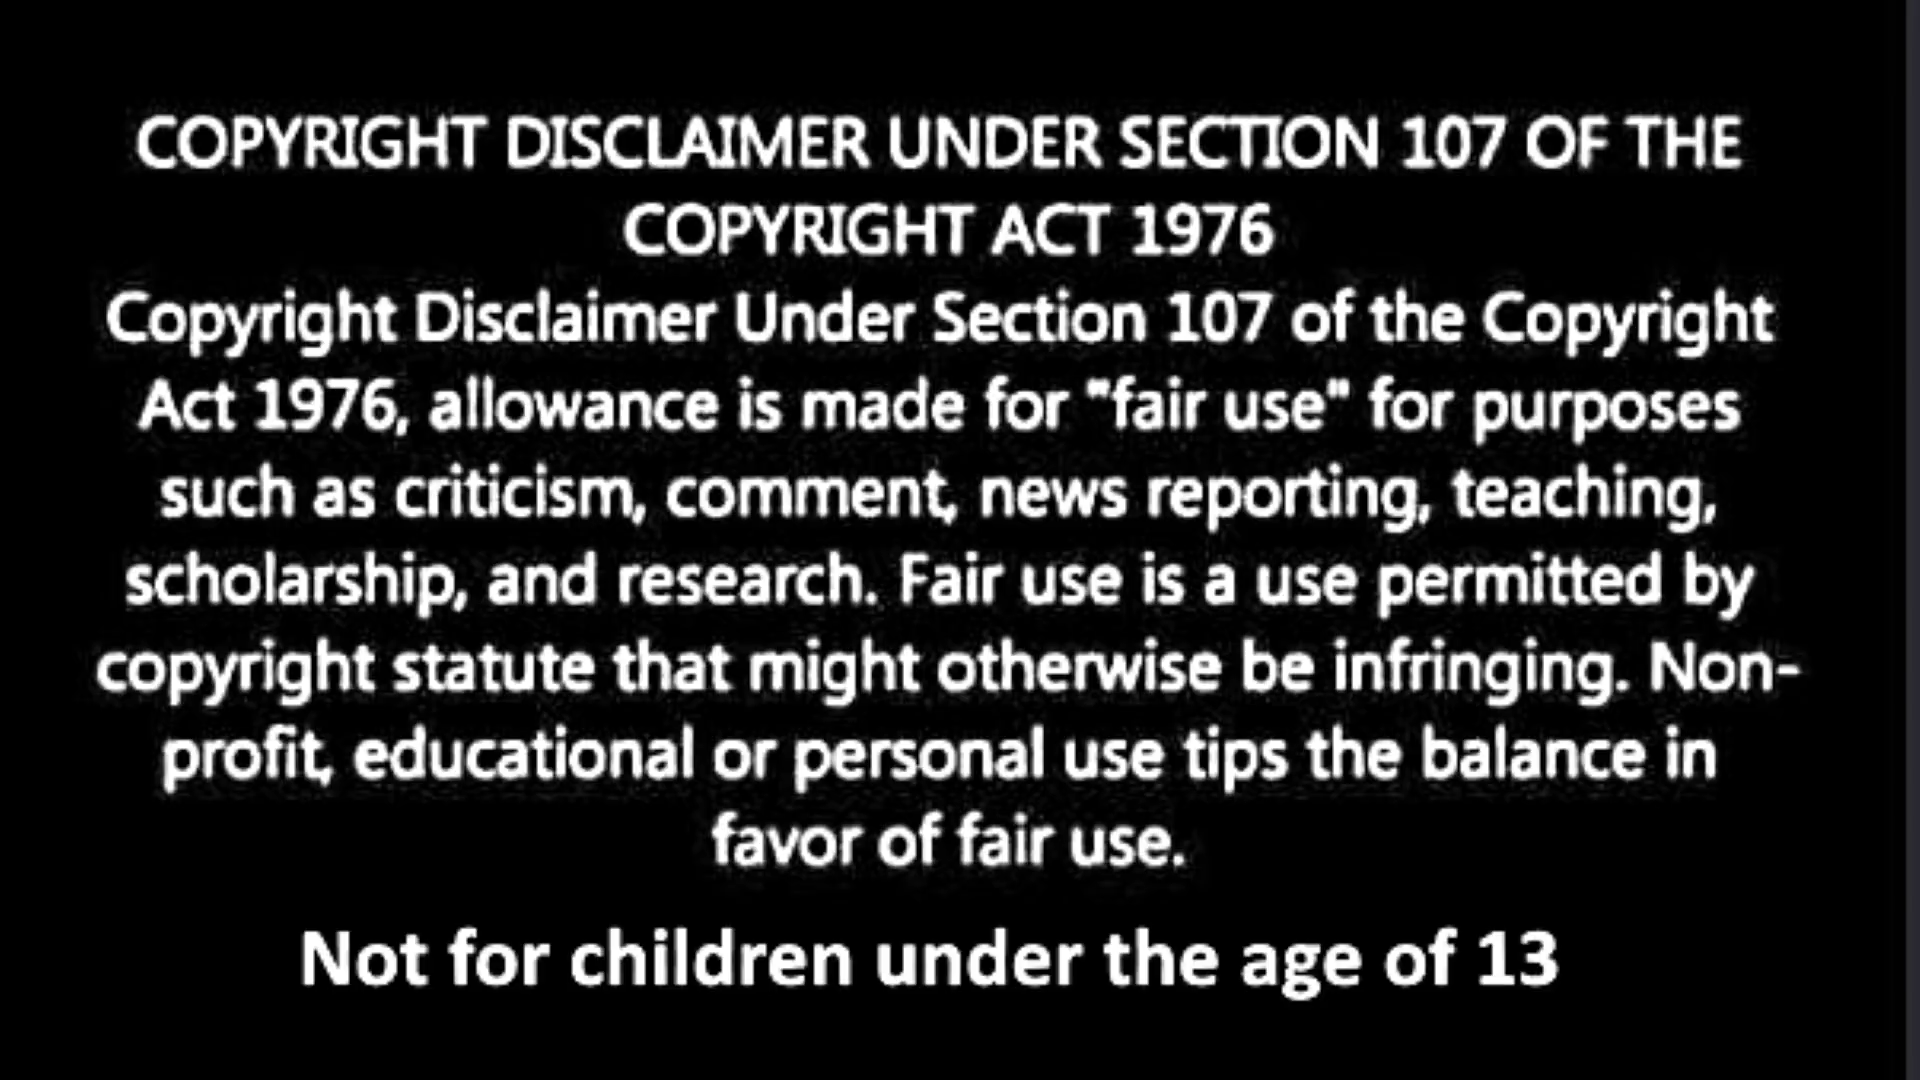 COPYRIGHT DISCLAIMER UNDER SECTION 107 OF THE
COPYRIGHT ACT 1976
Copyright Disclaimer Under Section 107 of the Copyright
Act 1976, allowance is made for "fair use" for purposes
such as criticism, comment, news reporting, teaching,
scholarship, and research. Fair use is a use permitted by
copyright statute that might otherwise be infringing. Non-
profit, educational or personal use tips the balance in
favor of fair use.
Not for children under the age of 13